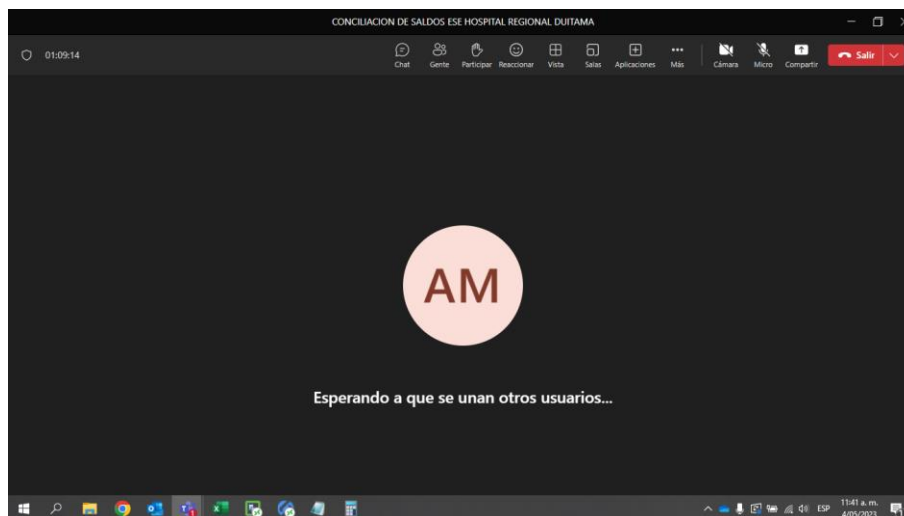 CONCILIACION DE SALDOS ESE HOSPITAL REGIONAL DUITAMA
01:09:14
Chat Gente Participar Reaccionar Vista Salas Aplicaciones Más Cámara Micro Compartir Salir
AM
Esperando a que se unan otros usuarios...
ESP
11:41 a. m.
4/05/2023